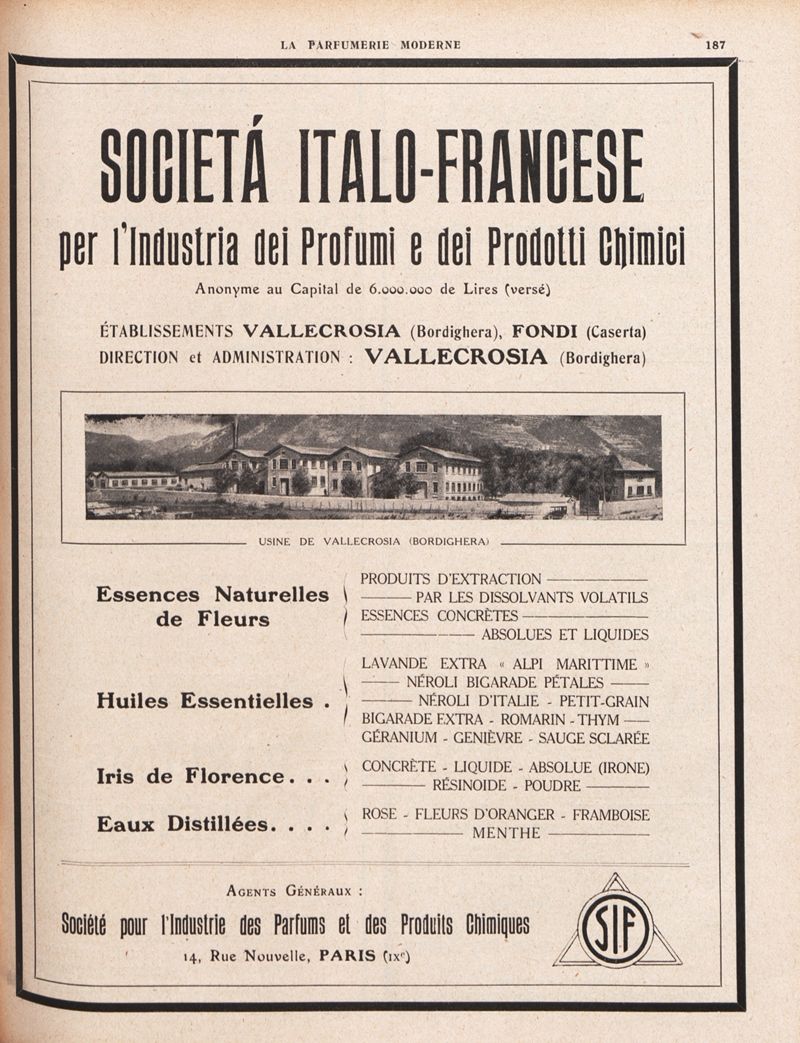 LA PARFUMERIE MODERNE
187
SOCIETÁ ITALO-FRANCESE
per l'Industria dei Profumi e dei Prodotti Chimici
Anonyme au Capital de 6.000.000 de Lires (versé)
ÉTABLISSEMENTS VALLECROSIA (Bordighera), FONDI (Caserta)
DIRECTION et ADMINISTRATION : VALLECROSIA (Bordighera)
USINE DE VALLECROSIA (BORDIGHERA)
Essences Naturelles
de Fleurs
PRODUITS D'EXTRACTION
PAR LES DISSOLVANTS VOLATILS
ESSENCES CONCRÈTES
ABSOLUES ET LIQUIDES
Huiles Essentielles .
LAVANDE EXTRA « ALPI MARITTIME »
NÉROLI BIGARADE PÉTALES
NÉROLI D'ITALIE - PETIT-GRAIN
BIGARADE EXTRA - ROMARIN - THYM
GÉRANIUM - GENIÈVRE - SAUGE SCLARÉE
Iris de Florence. . .
CONCRÈTE - LIQUIDE - ABSOLUE (IRONE)
RÉSINOIDE - POUDRE
Eaux Distillées. . . .
ROSE - FLEURS D'ORANGER - FRAMBOISE
MENTHE
AGENTS GÉNÉRAUX :
Société pour l'Industrie des Parfums et des Produits Chimiques
14, Rue Nouvelle, PARIS (IXe)
SIF